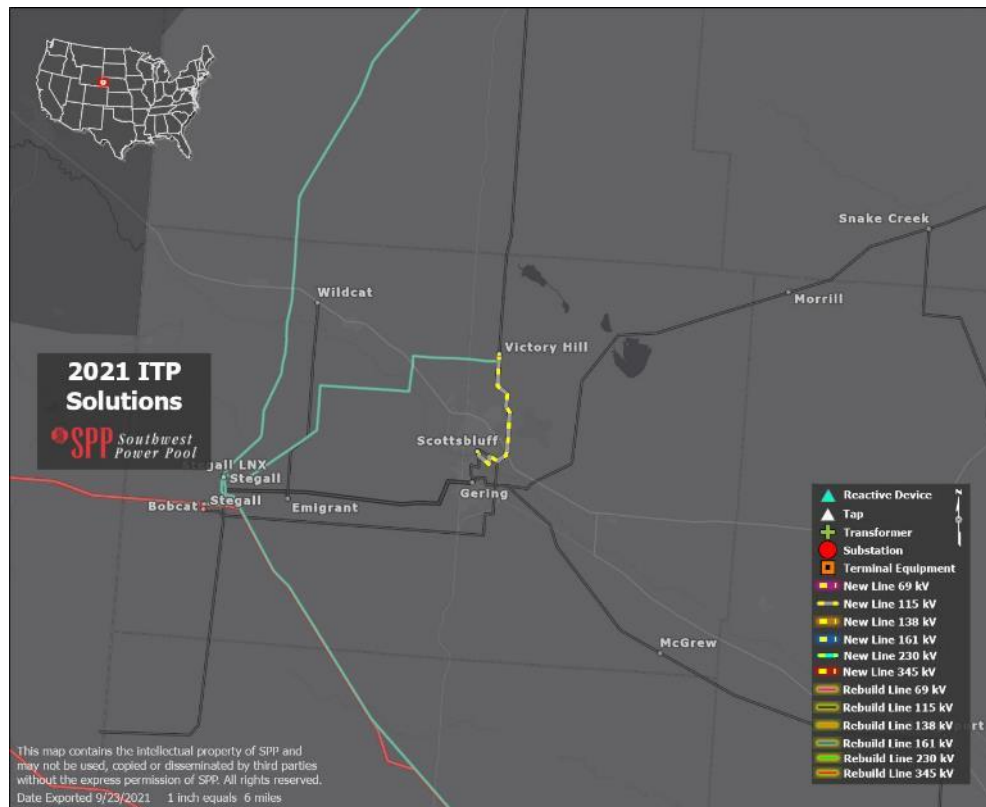 Snake Creek
Wildcat
Morrill
Victory Hill
2021 ITP
Solutions
SPP Southwest
Power Pool
Scottsbluff
Stegall LNX
Stegall
Gering
Bobcat
Stegall
Emigrant
McGrew
N
Reactive Device
Tap
Transformer
Substation
Terminal Equipment
New Line 69 kV
New Line 115 kV
New Line 138 kV
New Line 161 kV
New Line 230 kV
New Line 345 kV
Rebuild Line 69 kV
Rebuild Line 115 kV
Rebuild Line 138 kV
Rebuild Line 161 kV
Rebuild Line 230 kV
Rebuild Line 345 kV
This map contains the intellectual property of SPP and
may not be used, copied or disseminated by third parties
without the express permission of SPP. All rights reserved.
Date Exported 9/23/2021 1 inch equals 6 miles